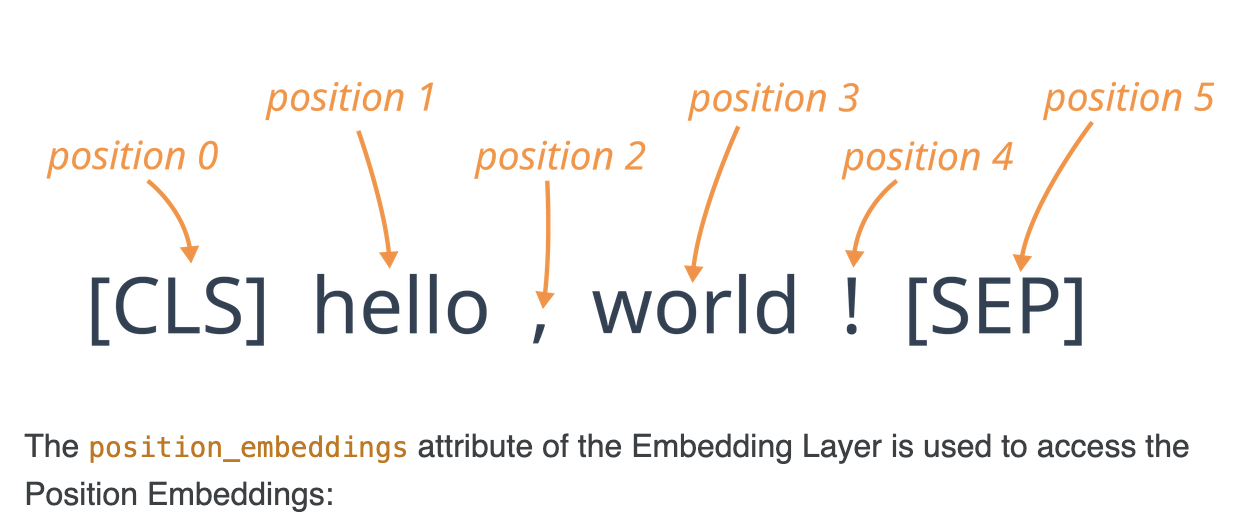 position 1 position 3 position 5
position 0 position 2 position 4
[CLS] hello , world ! [SEP]
The position_embeddings attribute of the Embedding Layer is used to access the
Position Embeddings: